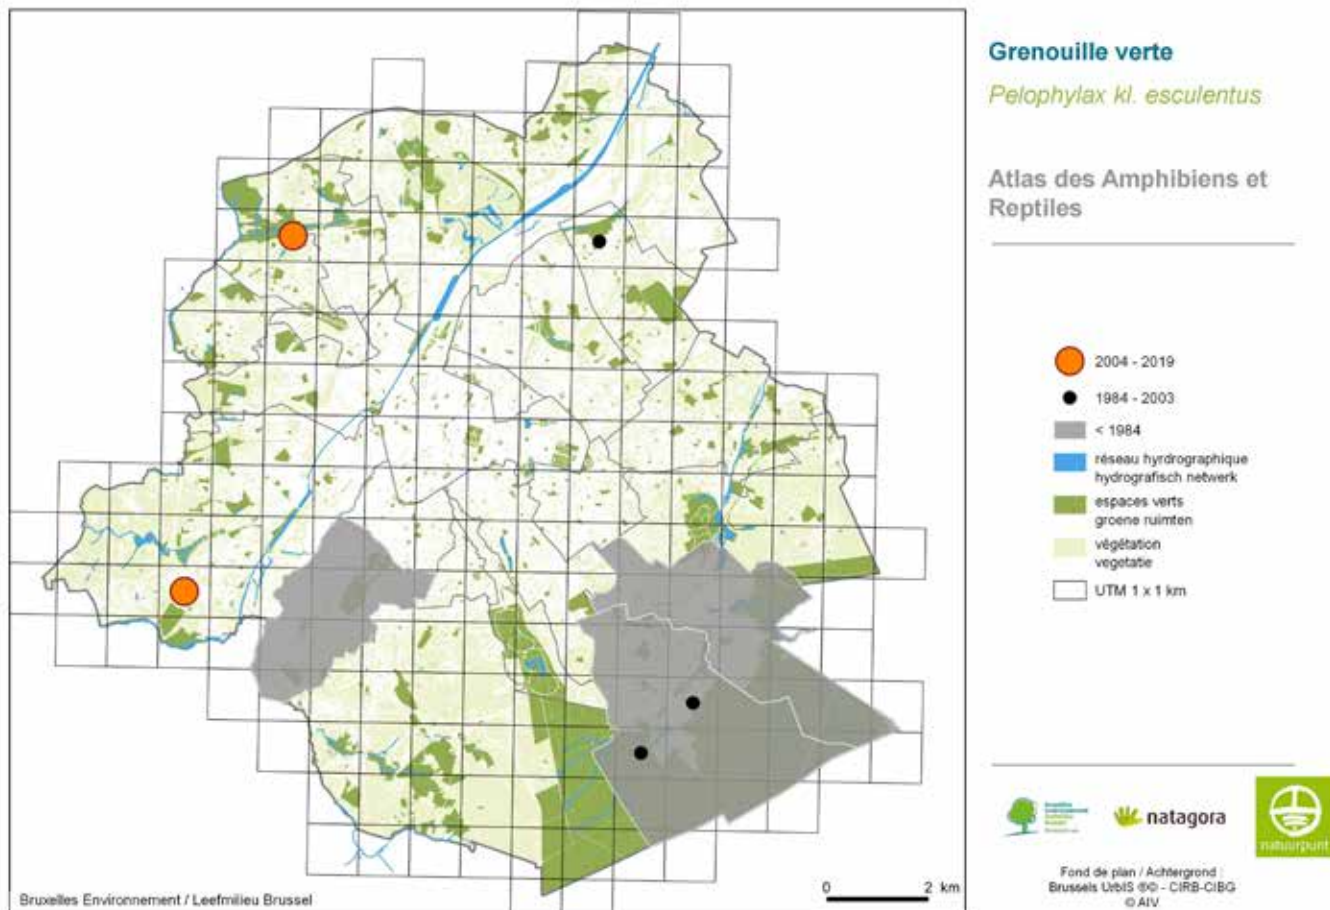 Grenouille verte
Pelophylax kl. esculentus
Atlas des Amphibiens et
Reptiles
2004 - 2019
1984 - 2003
< 1984
réseau hyrdrographique
hydrografisch netwerk
espaces verts
groene ruimten
végétation
vegetatie
UTM 1 x 1 km
natagora
natuurpunt
Fond de plan / Achtergrond :
Brussels UrbIS ®© - CIRB-CIBG
© AIV
0 2 km
Bruxelles Environnement / Leefmilieu Brussel